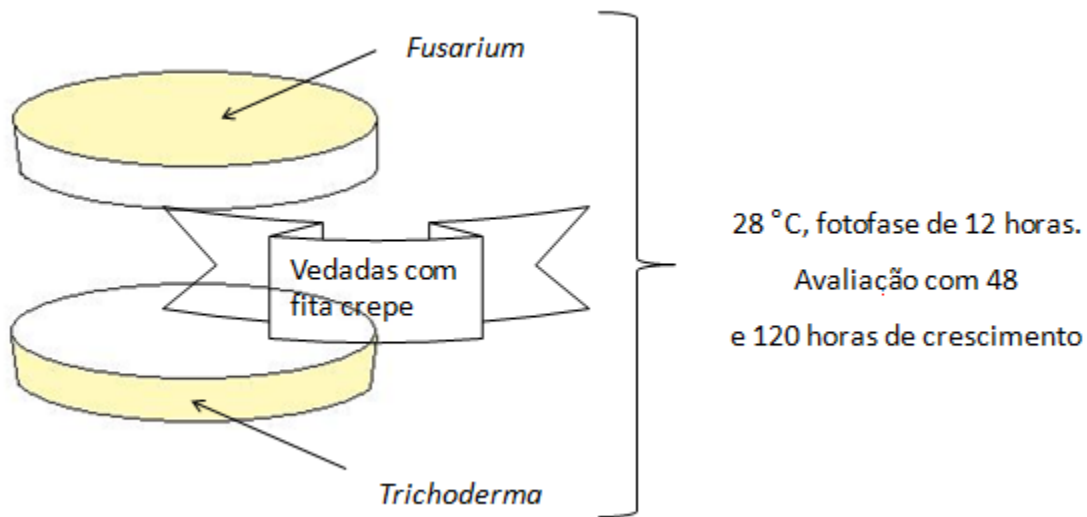 Fusarium
Vedadas com
fita crepe
Trichoderma
28 °C, fotofase de 12 horas.
Avaliação com 48
e 120 horas de crescimento